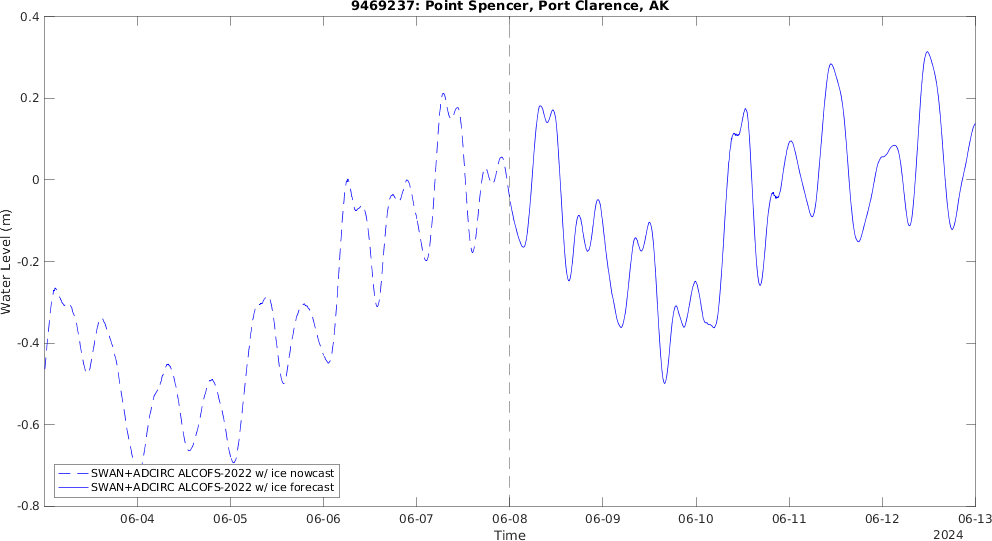 9469237: Point Spencer, Port Clarence, AK
0.4
0.2
0
-0.2
-0.4
-0.6
-0.8
Water Level (m)
SWAN+ADCIRC ALCOFS-2022 w/ ice nowcast
SWAN+ADCIRC ALCOFS-2022 w/ ice forecast
06-04 06-05 06-06 06-07 06-08 06-09 06-10 06-11 06-12 06-13
Time
2024